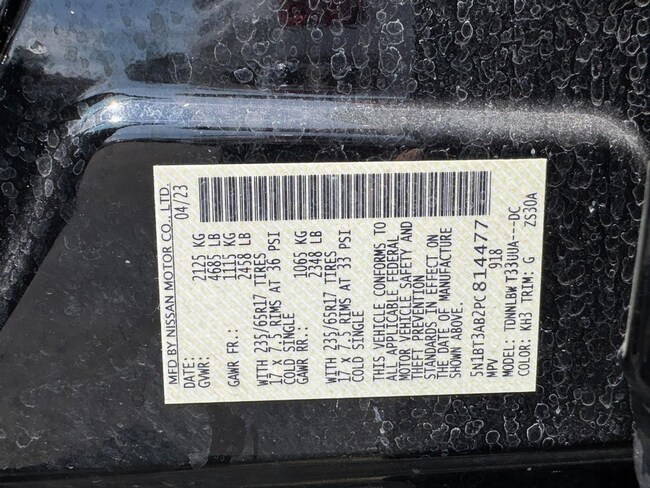 MFD BY NISSAN MOTOR CO., LTD.
DATE: 04/23
GVWR: 2125 KG
4685 LB
GAWR FR.: 1115 KG
2458 LB
WITH 235/65R17 TIRES
17 X 7.5 RIMS AT 36 PSI
COLD SINGLE
GAWR RR.: 1065 KG
2348 LB
WITH 235/65R17 TIRES
17 X 7.5 RIMS AT 33 PSI
COLD SINGLE
THIS VEHICLE CONFORMS TO
ALL APPLICABLE FEDERAL
MOTOR VEHICLE SAFETY AND
THEFT PREVENTION
STANDARDS IN EFFECT ON
THE DATE OF MANUFACTURE
SHOWN ABOVE.
5N1BT3AB2PC814477
MPV 918
MODEL: TDWNLBW T33UUA---DC
COLOR: KH3 TRIM: G ZS30A